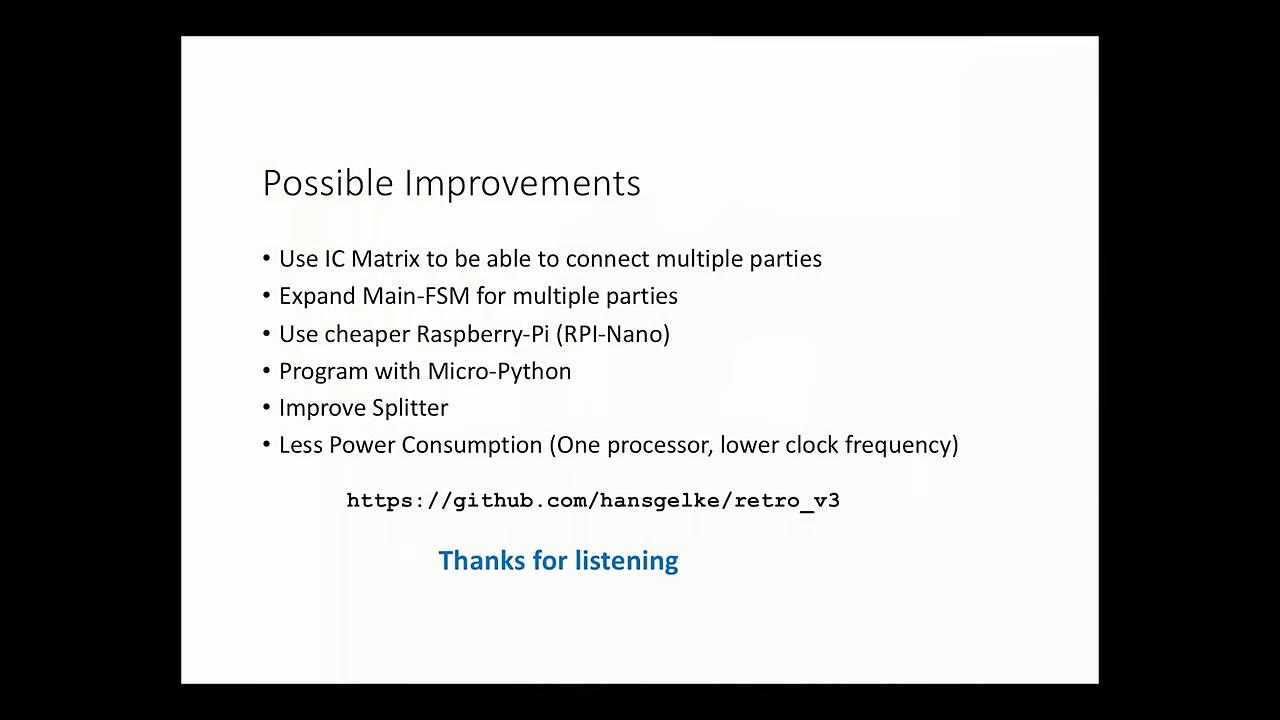 Possible Improvements
• Use IC Matrix to be able to connect multiple parties
• Expand Main-FSM for multiple parties
• Use cheaper Raspberry-Pi (RPI-Nano)
• Program with Micro-Python
• Improve Splitter
• Less Power Consumption (One processor, lower clock frequency)
https://github.com/hansgelke/retro_v3
Thanks for listening